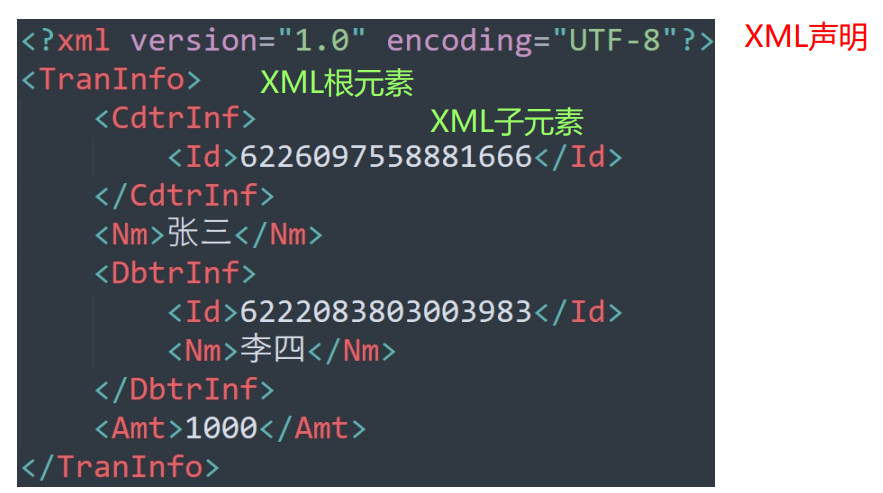 <?xml version="1.0" encoding="UTF-8"?> XML声明
<TranInfo> XML根元素
<CdtrInf> XML子元素
<Id>6226097558881666</Id>
</CdtrInf>
<Nm>张三</Nm>
<DbtrInf>
<Id>6222083803003983</Id>
<Nm>李四</Nm>
</DbtrInf>
<Amt>1000</Amt>
</TranInfo>